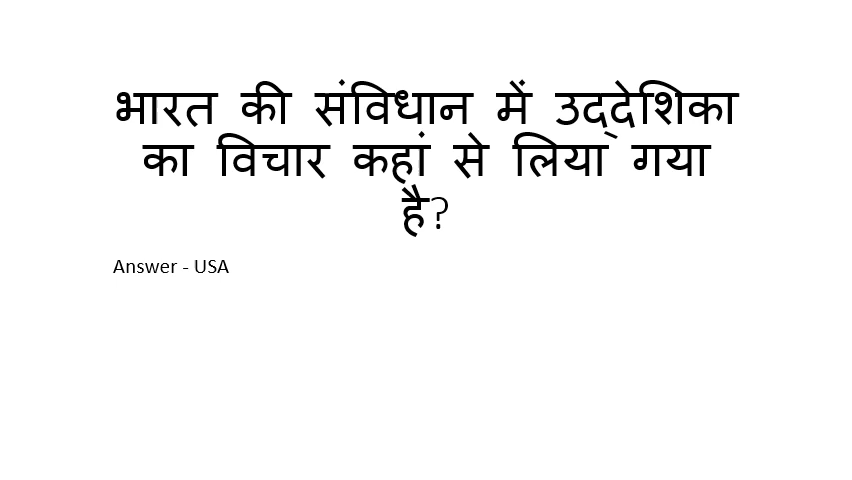 भारत की संविधान में उद्देशिका
का विचार कहां से लिया गया
है?
Answer - USA